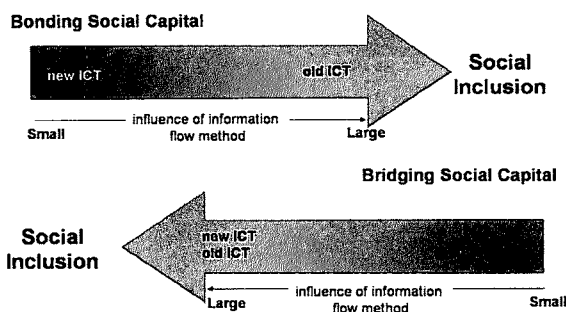 Bonding Social Capital
new ICT
old ICT
Social
Inclusion
influence of information
flow method
Small
Large
Bridging Social Capital
Social
Inclusion
new ICT
old ICT
influence of information
flow method
Large
Small